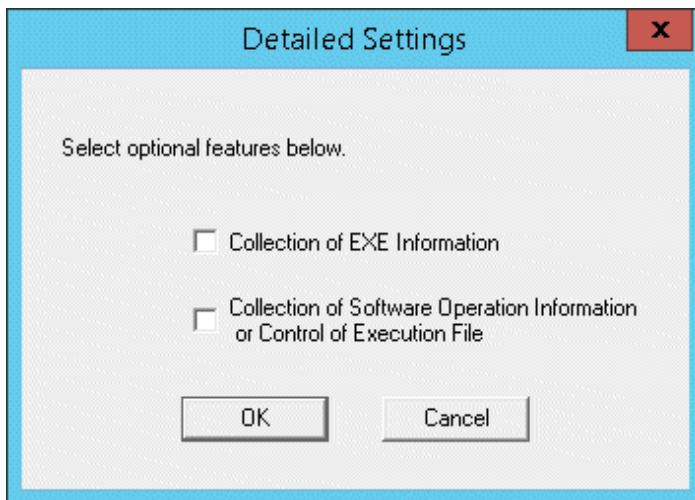 Detailed Settings
x
Select optional features below.
Collection of EXE Information
Collection of Software Operation Information
or Control of Execution File
OK
Cancel